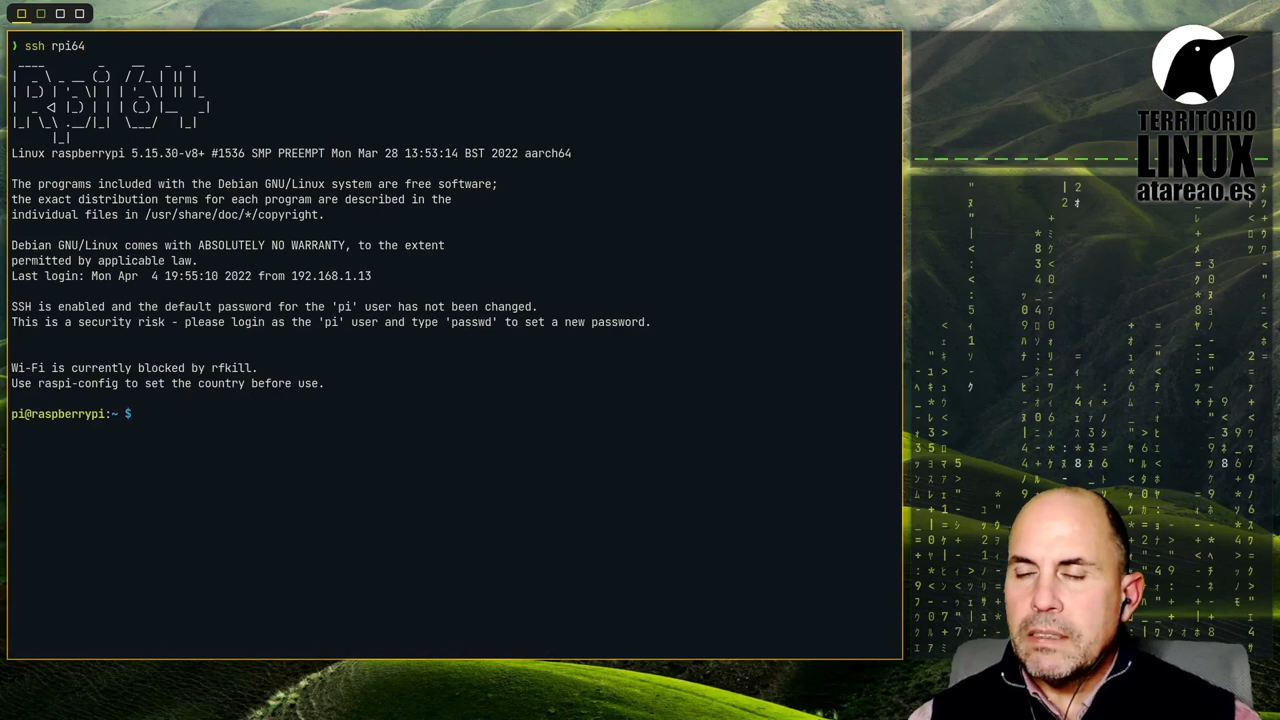 ❯ ssh rpi64
Linux raspberrypi 5.15.30-v8+ #1536 SMP PREEMPT Mon Mar 28 13:53:14 BST 2022 aarch64
The programs included with the Debian GNU/Linux system are free software;
the exact distribution terms for each program are described in the
individual files in /usr/share/doc/*/copyright.
Debian GNU/Linux comes with ABSOLUTELY NO WARRANTY, to the extent
permitted by applicable law.
Last login: Mon Apr  4 19:55:10 2022 from 192.168.1.13
SSH is enabled and the default password for the 'pi' user has not been changed.
This is a security risk - please login as the 'pi' user and type 'passwd' to set a new password.
Wi-Fi is currently blocked by rfkill.
Use raspi-config to set the country before use.
pi@raspberrypi:~ $
TERRITORIO
LINUX
atareao.es